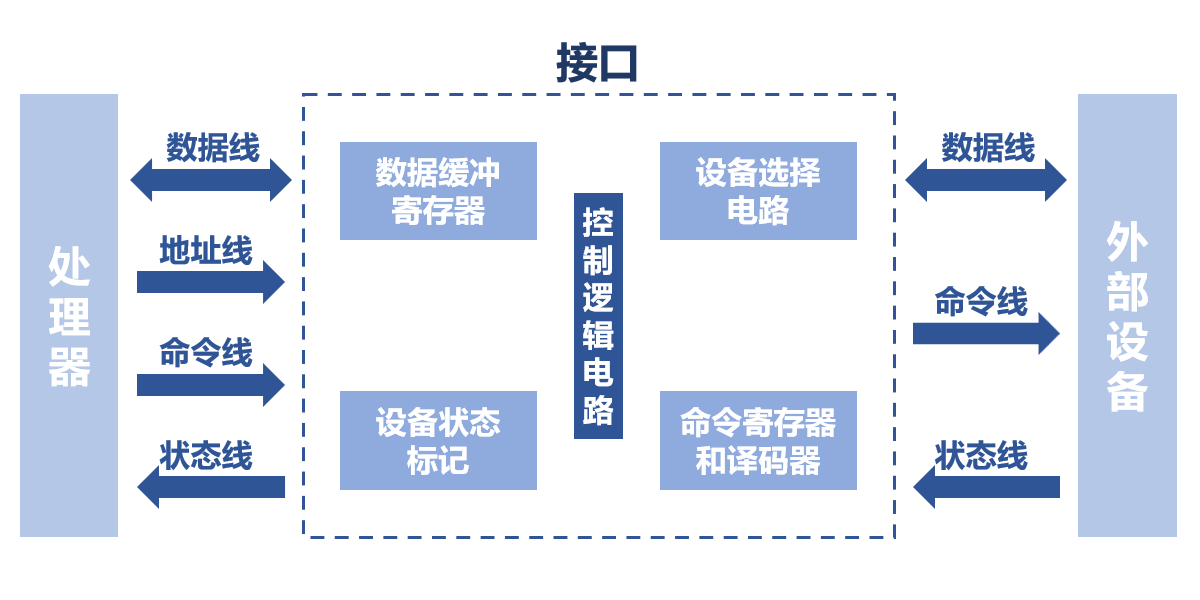 接口
处理器
数据线
地址线
命令线
状态线
数据缓冲
寄存器
设备状态
标记
控制逻辑电路
设备选择
电路
命令寄存器
和译码器
数据线
命令线
状态线
外部设备